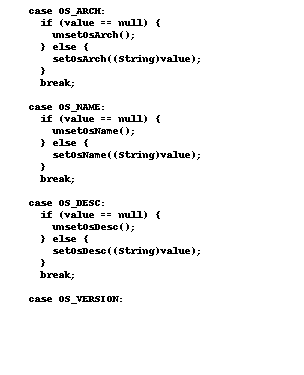 case OS_ARCH:
if (value == null) {
unsetOsArch();
} else {
setOsArch((String)value);
}
break;
case OS_NAME:
if (value == null) {
unsetOsName();
} else {
setOsName((String)value);
}
break;
case OS_DESC:
if (value == null) {
unsetOsDesc();
} else {
setOsDesc((String)value);
}
break;
case OS_VERSION: